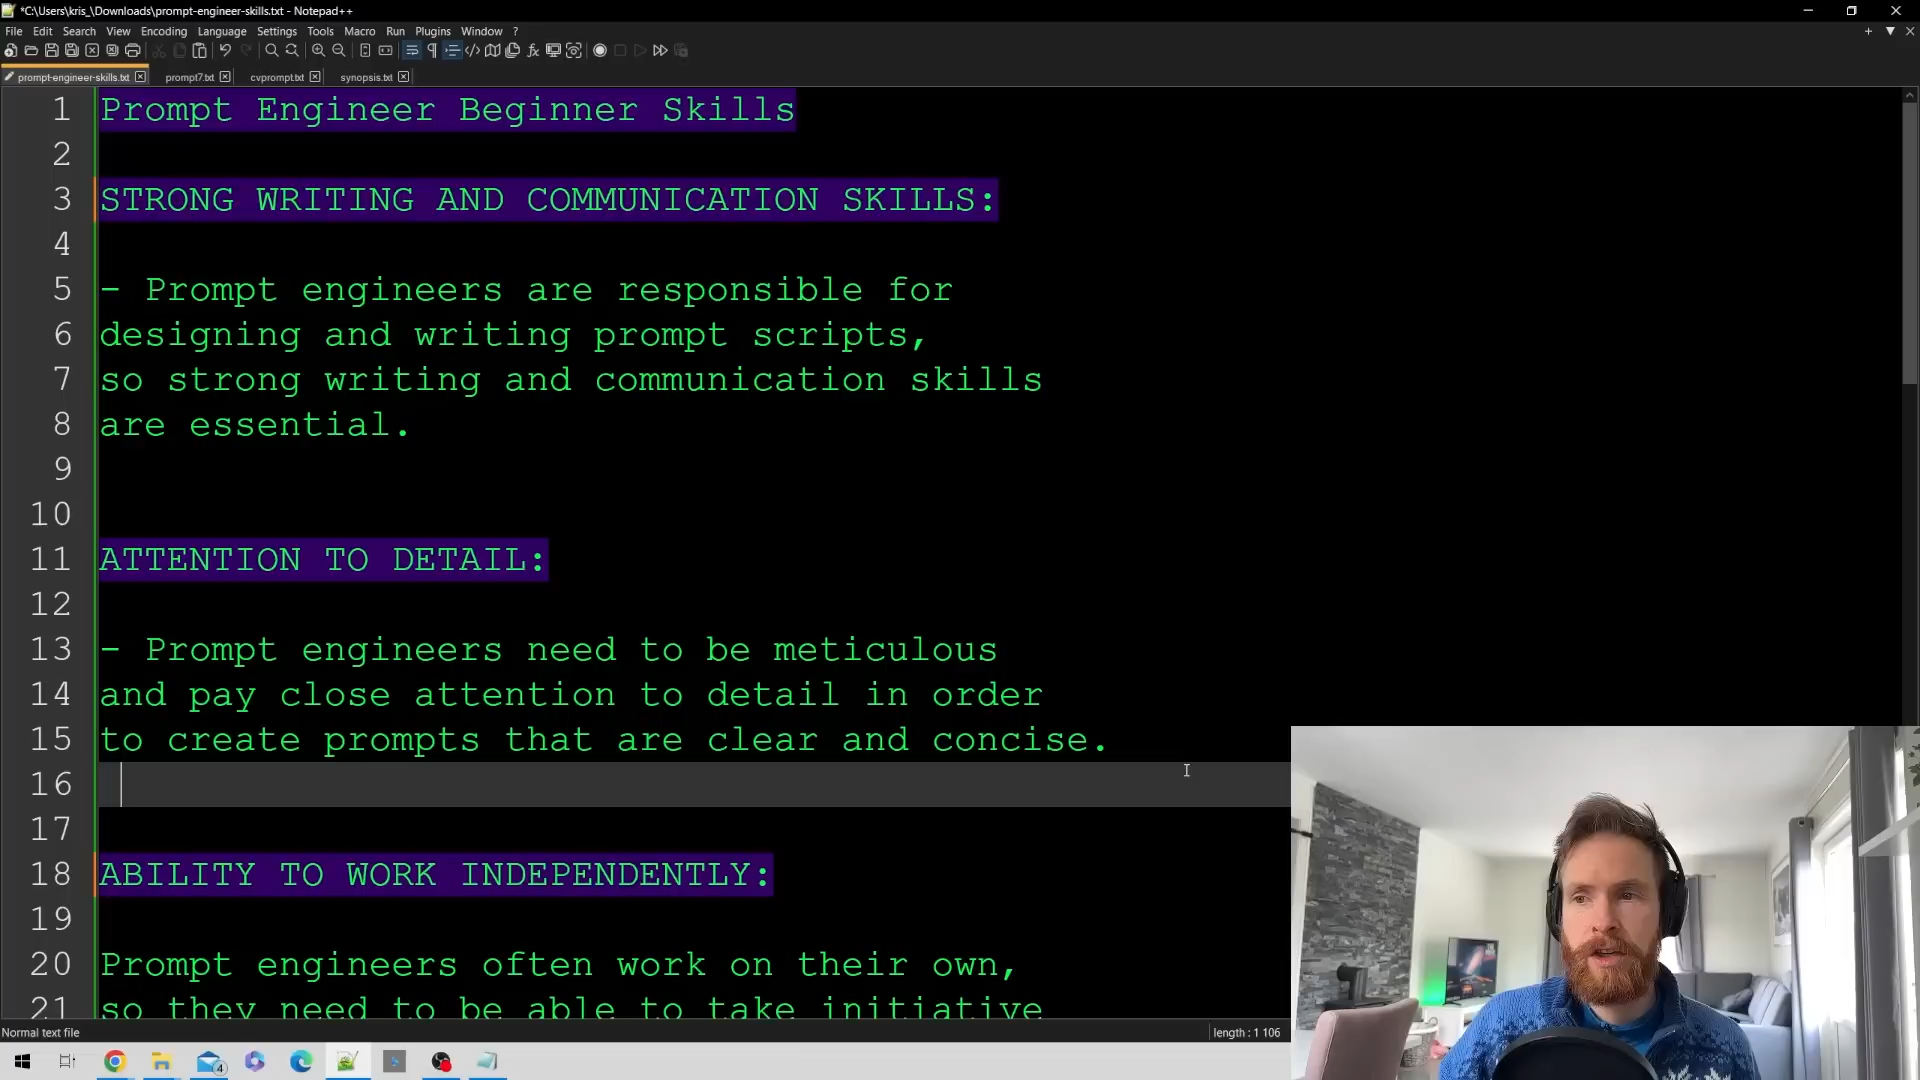 *C:\Users\kris_\Downloads\prompt-engineer-skills.txt - Notepad++
File Edit Search View Encoding Language Settings Tools Macro Run Plugins Window ?
prompt-engineer-skills.txt prompt7.txt cvprompt.txt synopsis.txt
1 Prompt Engineer Beginner Skills
2
3 STRONG WRITING AND COMMUNICATION SKILLS:
4
5 - Prompt engineers are responsible for
6 designing and writing prompt scripts,
7 so strong writing and communication skills
8 are essential.
9
10
11 ATTENTION TO DETAIL:
12
13 - Prompt engineers need to be meticulous
14 and pay close attention to detail in order
15 to create prompts that are clear and concise.
16
17
18 ABILITY TO WORK INDEPENDENTLY:
19
20 Prompt engineers often work on their own,
21 so they need to be able to take initiative
Normal text file length : 1 106
4